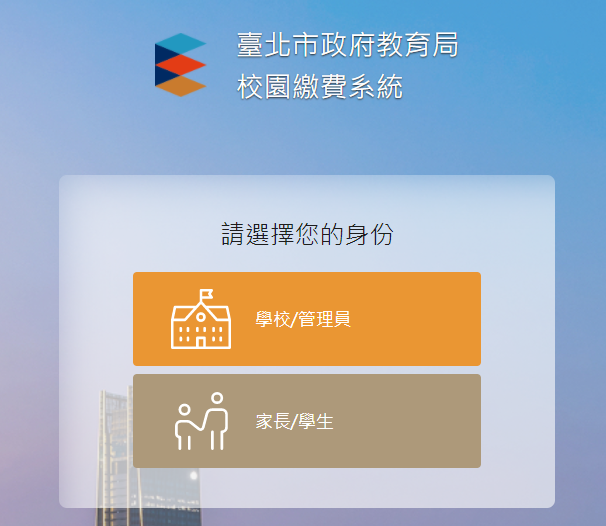 臺北市政府教育局
校園繳費系統
請選擇您的身份
學校/管理員
家長/學生